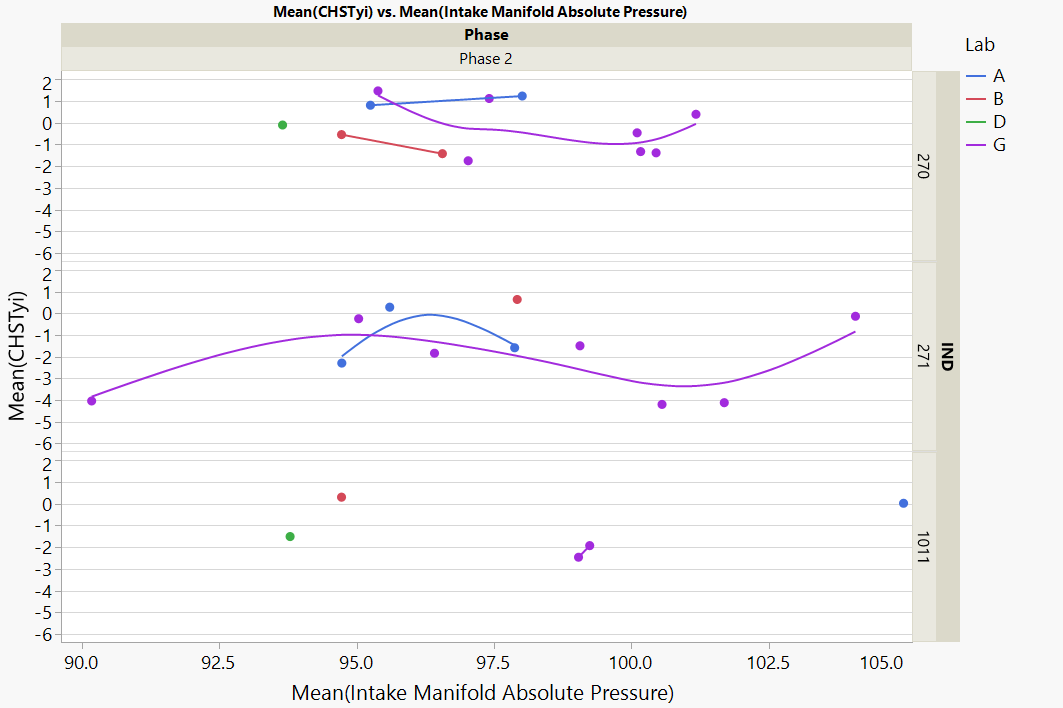 Mean(CHSTyi) vs. Mean(Intake Manifold Absolute Pressure)
Phase
Phase 2
Lab
A
B
D
G
Mean(CHSTyi)
2
1
0
-1
-2
-3
-4
-5
-6
270
2
1
0
-1
-2
-3
-4
-5
-6
271
IND
2
1
0
-1
-2
-3
-4
-5
-6
1011
90.0 92.5 95.0 97.5 100.0 102.5 105.0
Mean(Intake Manifold Absolute Pressure)